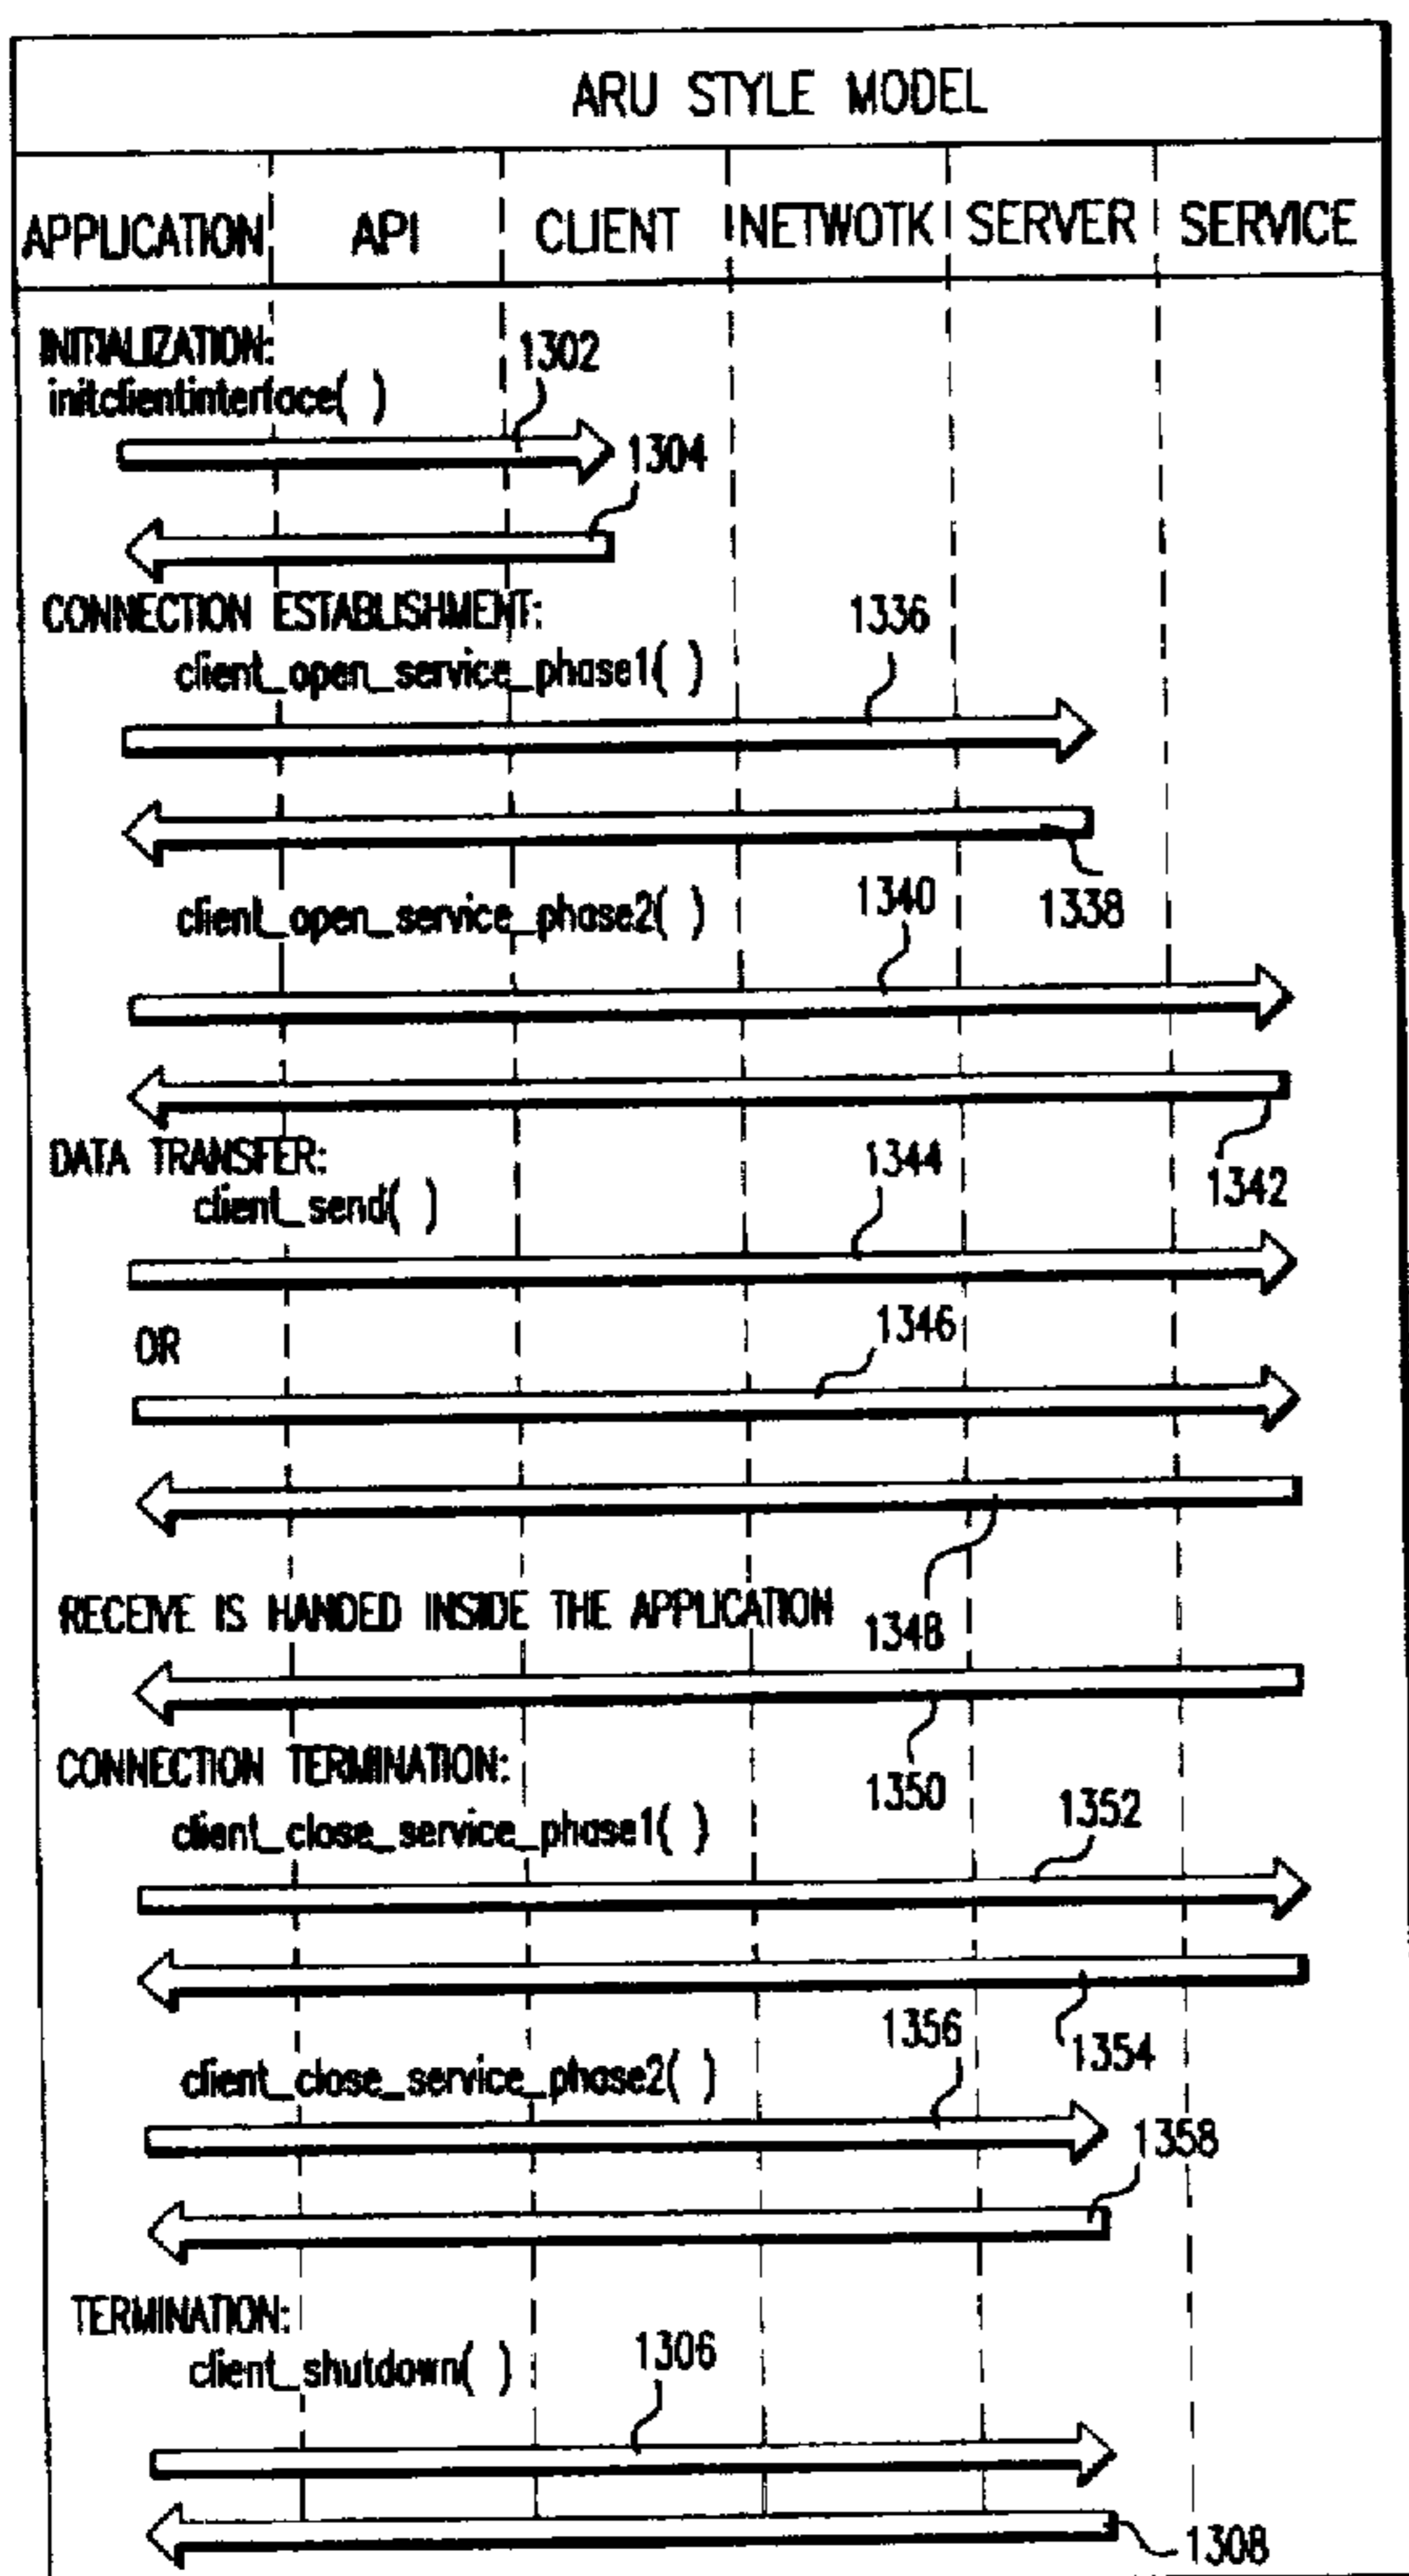 ARU STYLE MODEL
APPLICATION API CLIENT NETWOTK SERVER SERVICE
INITIALIZATION:
1302
initclientinterface( )
1304
CONNECTION ESTABLISHMENT:
1336
client_open_service_phase1( )
1338
1340
client_open_service_phase2( )
1342
DATA TRANSFER:
1344
client_send( )
OR
1346
RECEIVE IS HANDED INSIDE THE APPLICATION
1348
CONNECTION TERMINATION:
1350
1352
client_close_service_phase1( )
1356
1354
client_close_service_phase2( )
1358
TERMINATION:
1306
client_shutdown( )
1308